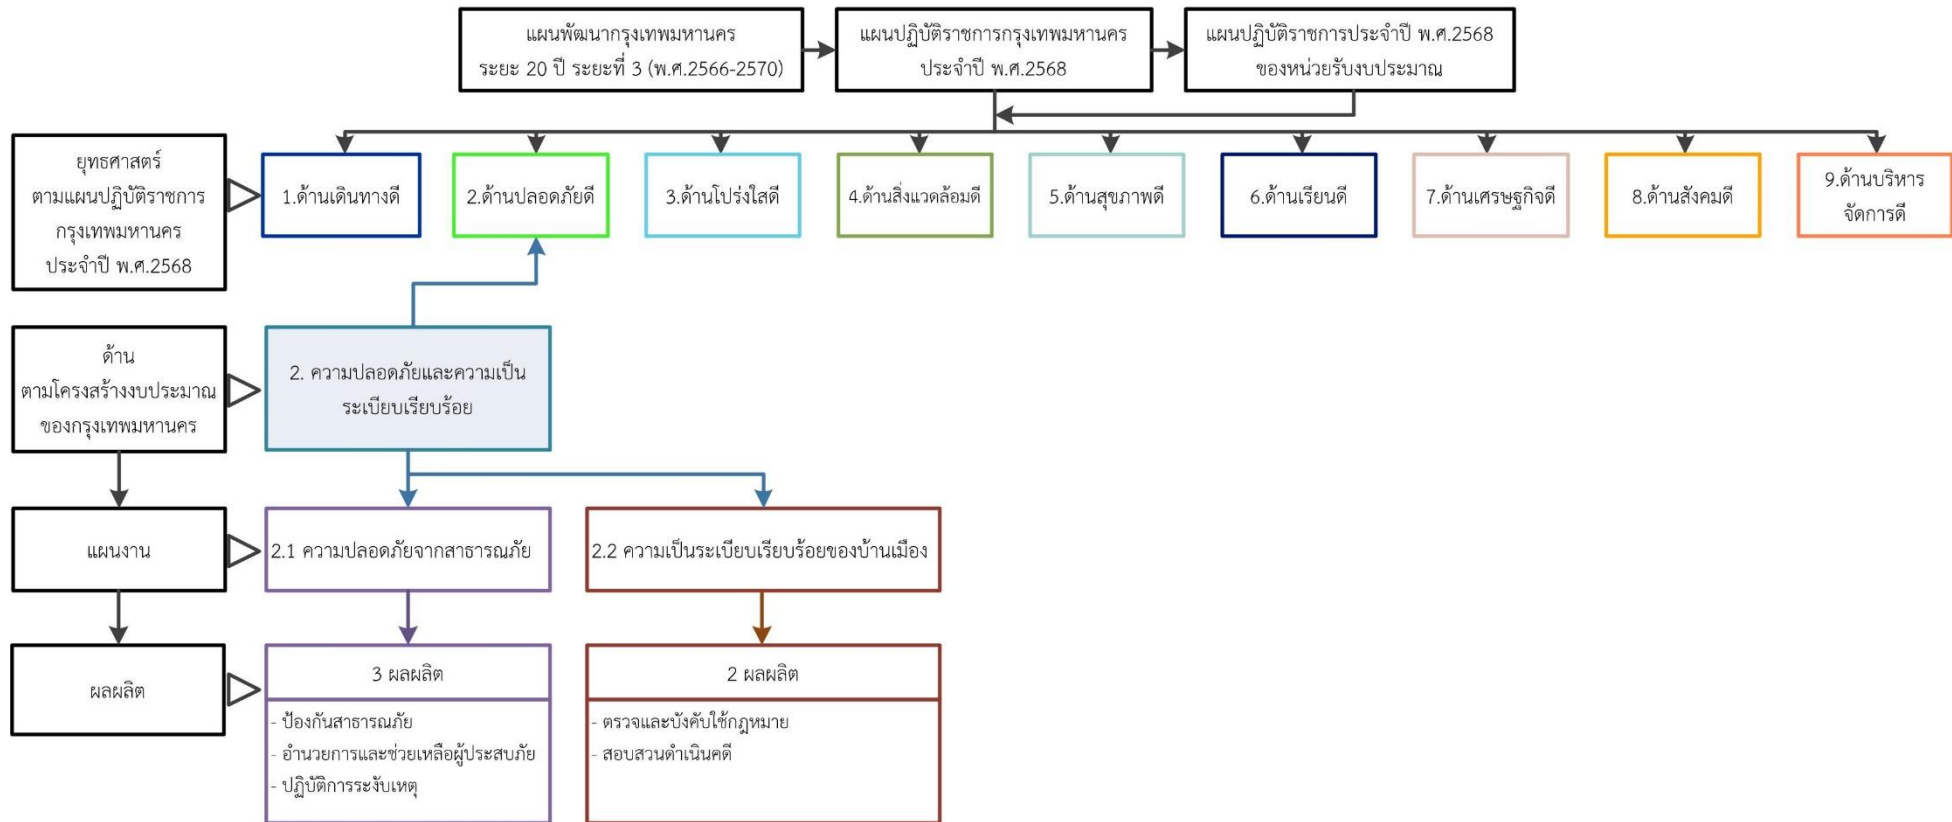 แผนพัฒนากรุงเทพมหานคร
ระยะ 20 ปี ระยะที่ 3 (พ.ศ.2566-2570)
แผนปฏิบัติราชการกรุงเทพมหานคร
ประจำปี พ.ศ.2568
แผนปฏิบัติราชการประจำปี พ.ศ.2568
ของหน่วยรับงบประมาณ
ยุทธศาสตร์
ตามแผนปฏิบัติราชการ
กรุงเทพมหานคร
ประจำปี พ.ศ.2568
1.ด้านเดินทางดี
2.ด้านปลอดภัยดี
3.ด้านโปร่งใสดี
4.ด้านสิ่งแวดล้อมดี
5.ด้านสุขภาพดี
6.ด้านเรียนดี
7.ด้านเศรษฐกิจดี
8.ด้านสังคมดี
9.ด้านบริหาร
จัดการดี
ด้าน
ตามโครงสร้างงบประมาณ
ของกรุงเทพมหานคร
2. ความปลอดภัยและความเป็น
ระเบียบเรียบร้อย
แผนงาน
2.1 ความปลอดภัยจากสาธารณภัย
2.2 ความเป็นระเบียบเรียบร้อยของบ้านเมือง
ผลผลิต
3 ผลผลิต
- ป้องกันสาธารณภัย
- อำนวยการและช่วยเหลือผู้ประสบภัย
- ปฏิบัติการระงับเหตุ
2 ผลผลิต
- ตรวจและบังคับใช้กฎหมาย
- สอบสวนดำเนินคดี